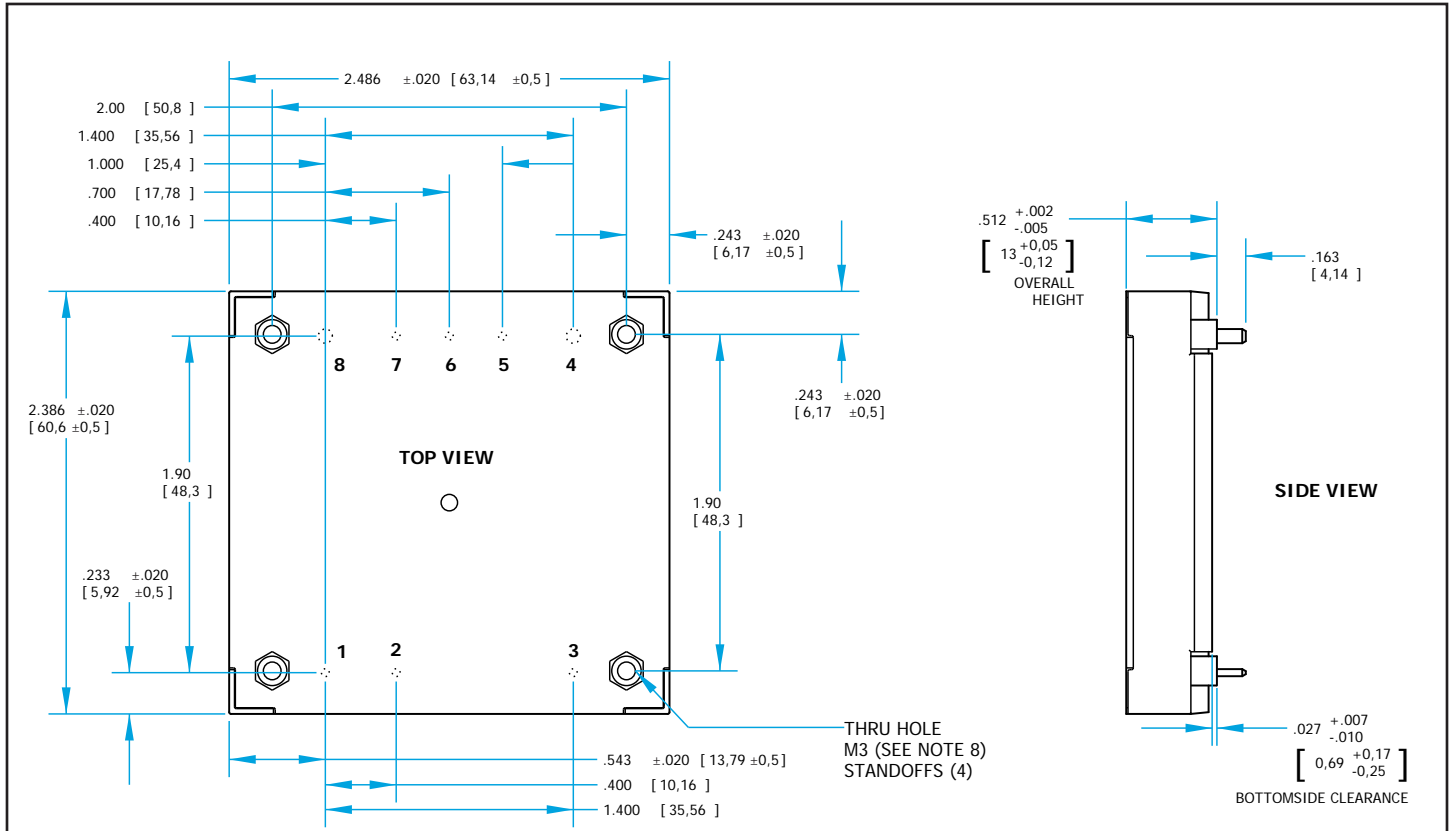 2.486 ±.020 [ 63,14 ±0,5 ]
2.00 [ 50,8 ]
1.400 [ 35,56 ]
1.000 [ 25,4 ]
.700 [ 17,78 ]
.400 [ 10,16 ]
.243 ±.020
[ 6,17 ±0,5 ]
.512 +.002
-.005
[ 13 +0,05 ]
-0,12
OVERALL
HEIGHT
.163
[ 4,14 ]
8 7 6 5 4
2.386 ±.020
[ 60,6 ±0,5 ]
.243 ±.020
[ 6,17 ±0,5]
TOP VIEW
1.90
[ 48,3 ]
1.90
[ 48,3 ]
SIDE VIEW
.233 ±.020
[ 5,92 ±0,5 ]
1 2 3
THRU HOLE
M3 (SEE NOTE 8)
STANDOFFS (4)
.027 +.007
-.010
[ 0,69 +0,17 ]
-0,25
BOTTOMSIDE CLEARANCE
.543 ±.020 [ 13,79 ±0,5 ]
.400 [ 10,16 ]
1.400 [ 35,56 ]